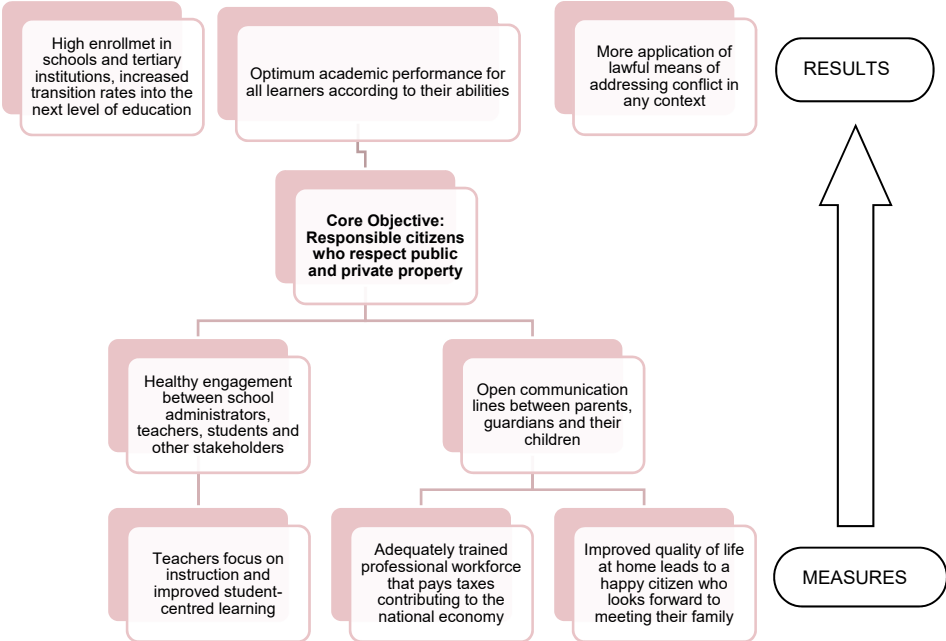 High enrollmet in
schools and tertiary
institutions, increased
transition rates into the
next level of education
Optimum academic performance for
all learners according to their abilities
More application of
lawful means of
addressing conflict in
any context
RESULTS
Core Objective:
Responsible citizens
who respect public
and private property
Healthy engagement
between school
administrators,
teachers, students and
other stakeholders
Open communication
lines between parents,
guardians and their
children
Teachers focus on
instruction and
improved student-
centred learning
Adequately trained
professional workforce
that pays taxes
contributing to the
national economy
Improved quality of life
at home leads to a
happy citizen who
looks forward to
meeting their family
MEASURES